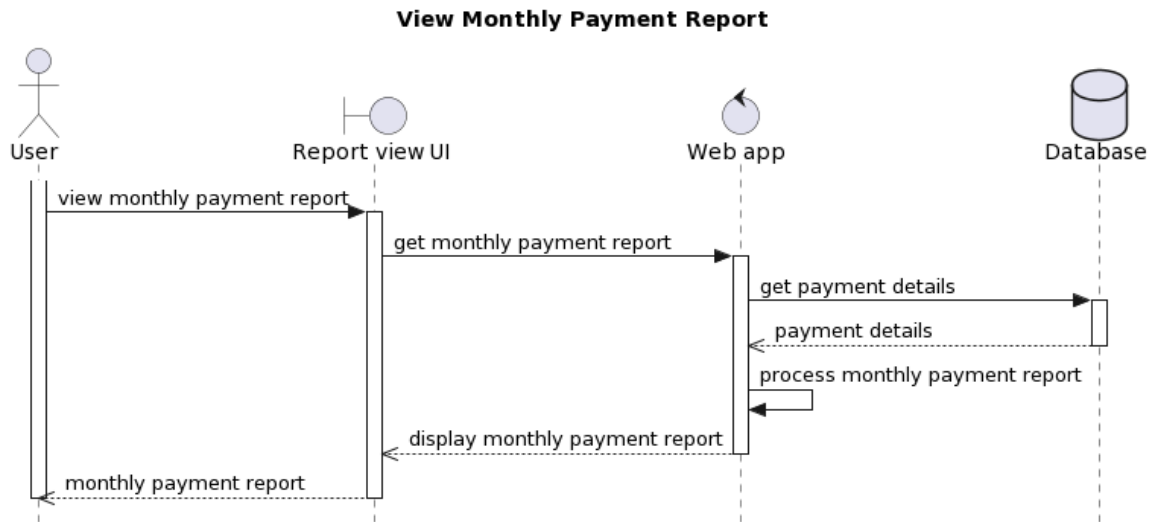 View Monthly Payment Report
User
Report view UI
Web app
Database
view monthly payment report
get monthly payment report
get payment details
payment details
process monthly payment report
display monthly payment report
monthly payment report